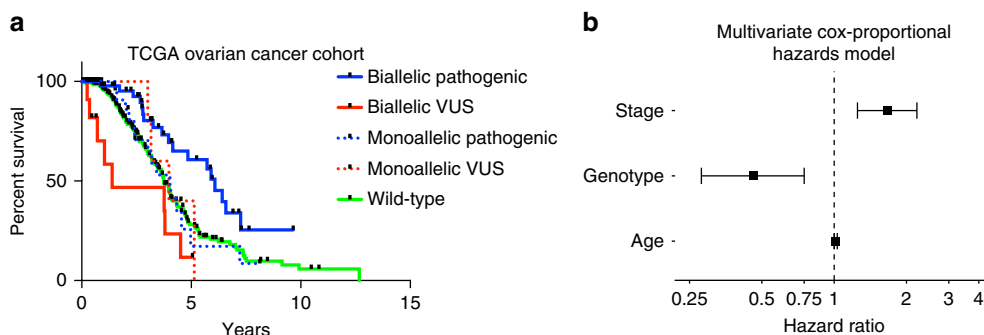 a
TCGA ovarian cancer cohort
Percent survival
100
50
0
0
5
10
15
Years
Biallelic pathogenic
Biallelic VUS
Monoallelic pathogenic
Monoallelic VUS
Wild-type
b
Multivariate cox-proportional
hazards model
Stage
Genotype
Age
0.25
0.5
0.75
1
2
3
4
Hazard ratio